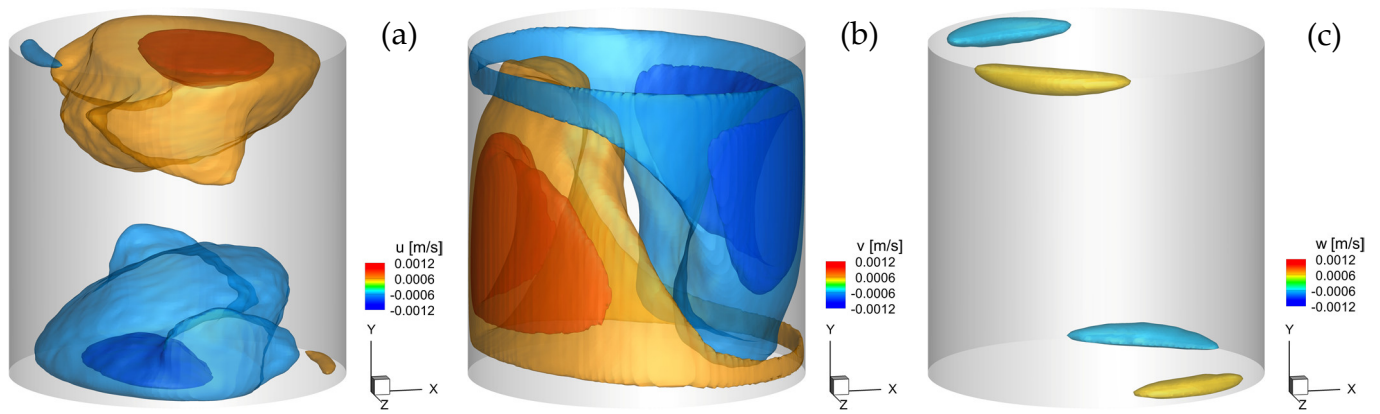 (a)
u [m/s]
0.0012
0.0006
-0.0006
-0.0012
Y
X
Z
(b)
v [m/s]
0.0012
0.0006
-0.0006
-0.0012
Y
X
Z
(c)
w [m/s]
0.0012
0.0006
-0.0006
-0.0012
Y
X
Z